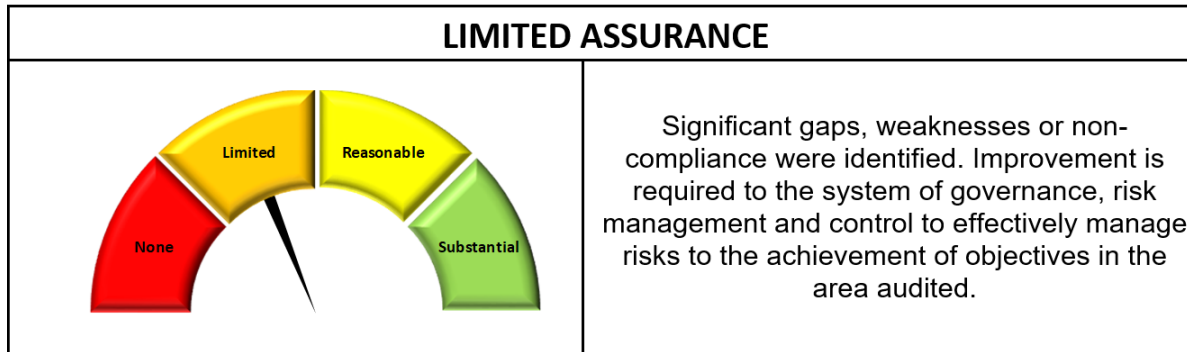 LIMITED ASSURANCE
Limited
Reasonable
None
Substantial
Significant gaps, weaknesses or non-
compliance were identified. Improvement is
required to the system of governance, risk
management and control to effectively manage
risks to the achievement of objectives in the
area audited.